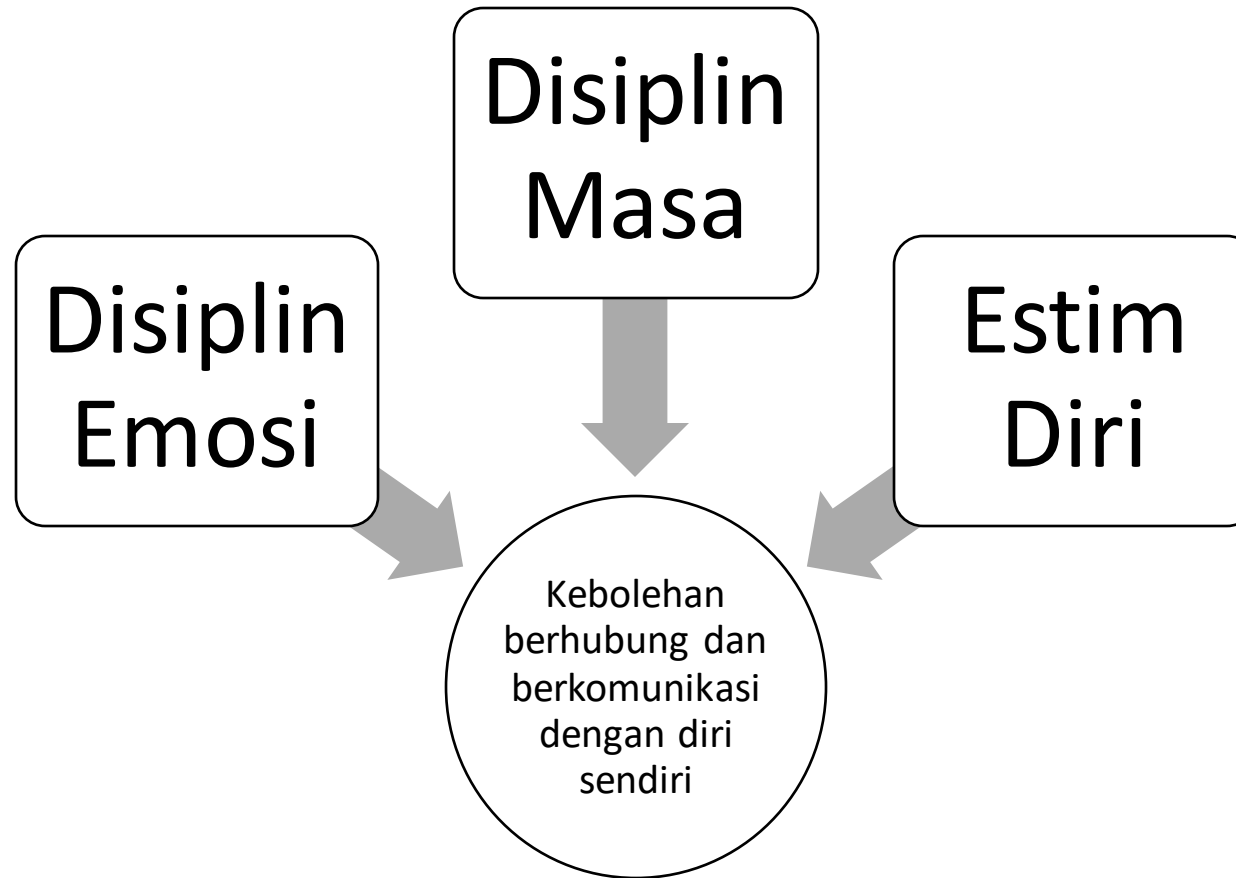 Disiplin
Masa
Disiplin
Emosi
Estim
Diri
Kebolehan
berhubung dan
berkomunikasi
dengan diri
sendiri